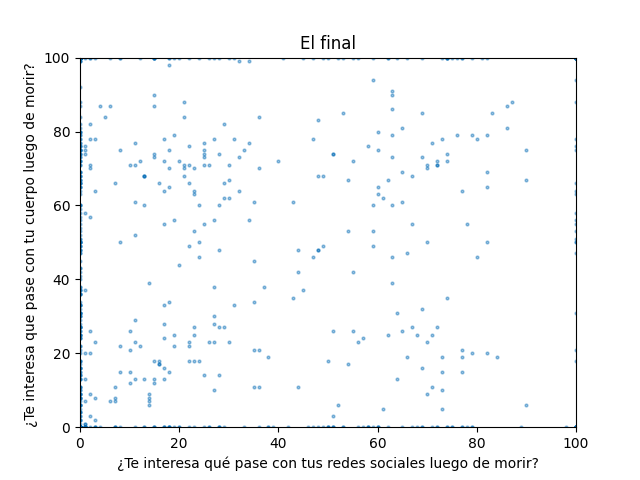 El final
¿Te interesa que pase con tu cuerpo luego de morir?
100
80
60
40
20
0
0 20 40 60 80 100
¿Te interesa qué pase con tus redes sociales luego de morir?